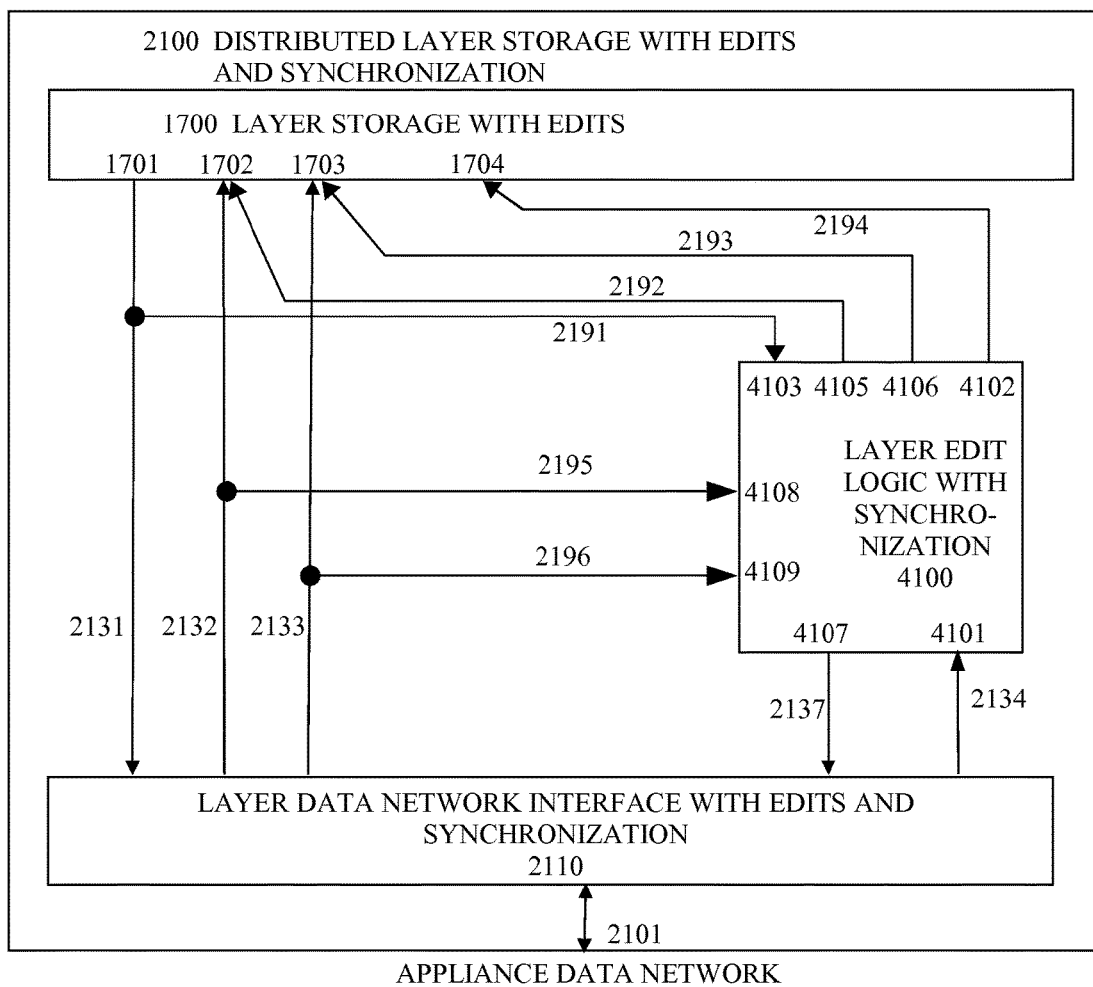 2100 DISTRIBUTED LAYER STORAGE WITH EDITS
AND SYNCHRONIZATION
1700 LAYER STORAGE WITH EDITS
1701 1702 1703 1704
2194
2193
2192
2191
4103 4105 4106 4102
LAYER EDIT
LOGIC WITH
SYNCHRO-
NIZATION
4100
2195
4108
2196
4109
2131 2132 2133
4107 4101
2137 2134
LAYER DATA NETWORK INTERFACE WITH EDITS AND
SYNCHRONIZATION
2110
2101
APPLIANCE DATA NETWORK